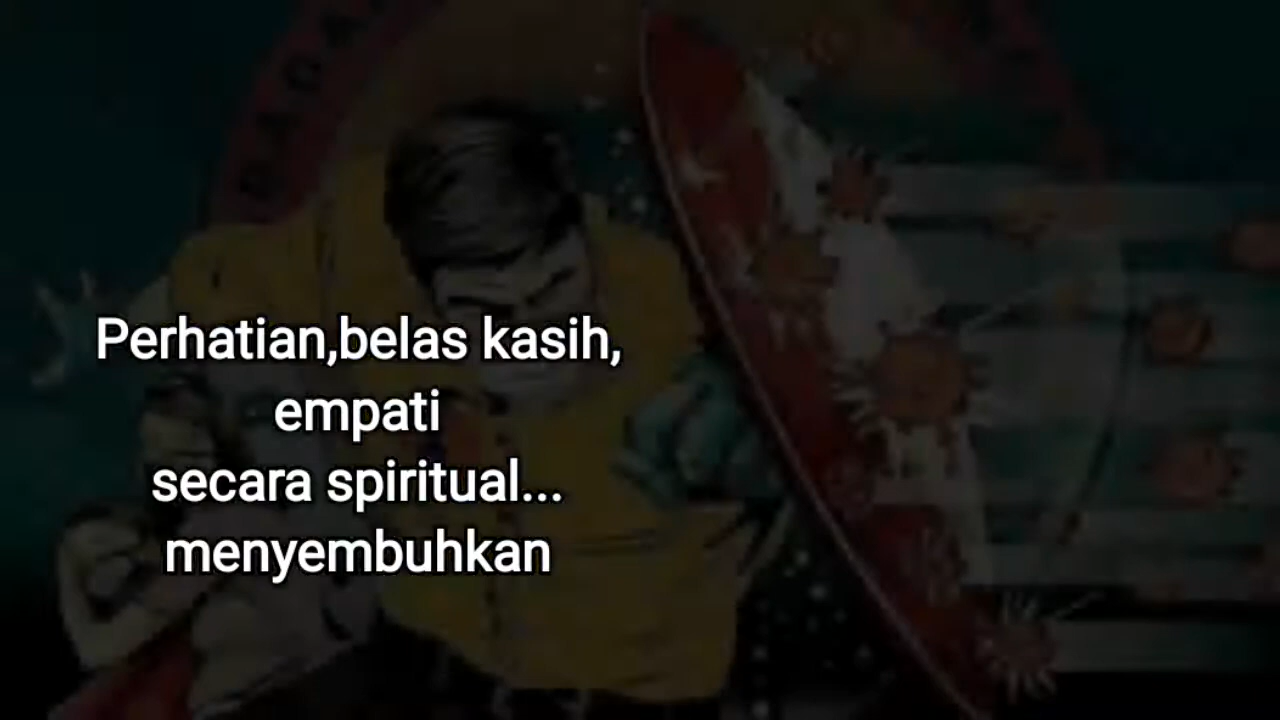 Perhatian,belas kasih,
empati
secara spiritual...
menyembuhkan